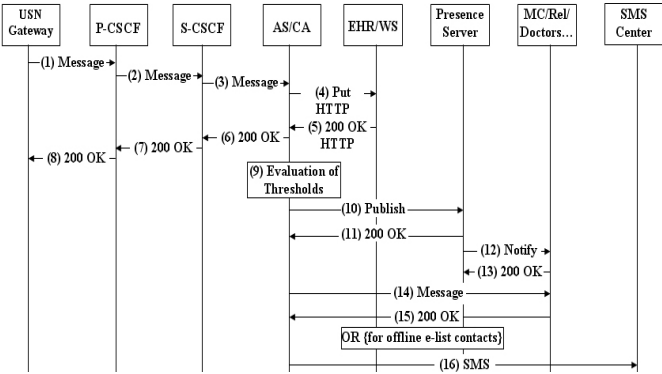 USN
Gateway
P-CSCF
S-CSCF
AS/CA
EHR/WS
Presence
Server
MC/Rel/
Doctors...
SMS
Center
(1) Message
(2) Message
(3) Message
(4) Put
HTTP
(5) 200 OK
HTTP
(6) 200 OK
(7) 200 OK
(8) 200 OK
(9) Evaluation of
Thresholds
(10) Publish
(11) 200 OK
(12) Notify
(13) 200 OK
(14) Message
(15) 200 OK
OR {for offline e-list contacts}
(16) SMS